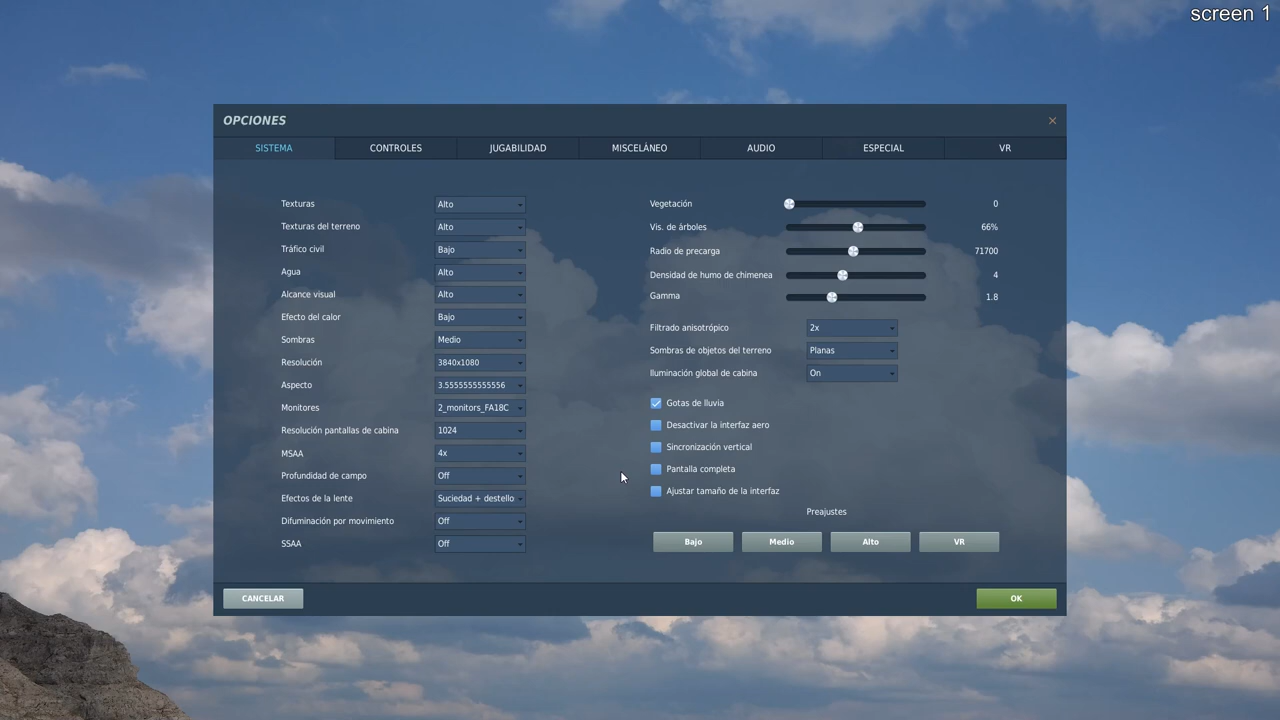 screen 1
OPCIONES
SISTEMA CONTROLES JUGABILIDAD MISCELÁNEO AUDIO ESPECIAL VR
Texturas Alto
Texturas del terreno Alto
Tráfico civil Bajo
Agua Alto
Alcance visual Alto
Efecto del calor Bajo
Sombras Medio
Resolución 3840x1080
Aspecto 3.5555555555556
Monitores 2_monitors_FA18C
Resolución pantallas de cabina 1024
MSAA 4x
Profundidad de campo Off
Efectos de la lente Suciedad + destello
Difuminación por movimiento Off
SSAA Off
Vegetación 0
Vis. de árboles 66%
Radio de precarga 71700
Densidad de humo de chimenea 4
Gamma 1.8
Filtrado anisotrópico 2x
Sombras de objetos del terreno Planas
Iluminación global de cabina On
Gotas de lluvia
Desactivar la interfaz aero
Sincronización vertical
Pantalla completa
Ajustar tamaño de la interfaz
Preajustes
Bajo Medio Alto VR
CANCELAR OK